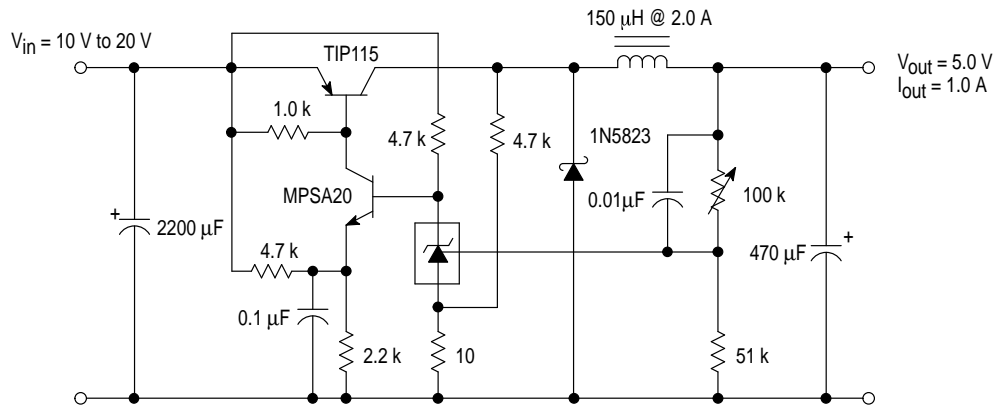 150 µH @ 2.0 A
Vin = 10 V to 20 V
TIP115
Vout = 5.0 V
Iout = 1.0 A
1.0 k
4.7 k
4.7 k
1N5823
MPSA20
0.01µF
100 k
+
2200 µF
4.7 k
470 µF
+
0.1 µF
2.2 k
10
51 k